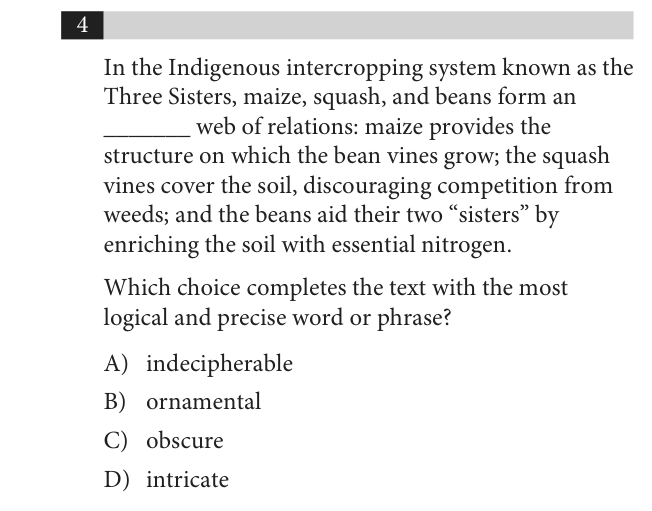 4
In the Indigenous intercropping system known as the
Three Sisters, maize, squash, and beans form an
_______ web of relations: maize provides the
structure on which the bean vines grow; the squash
vines cover the soil, discouraging competition from
weeds; and the beans aid their two “sisters” by
enriching the soil with essential nitrogen.
Which choice completes the text with the most
logical and precise word or phrase?
A) indecipherable
B) ornamental
C) obscure
D) intricate